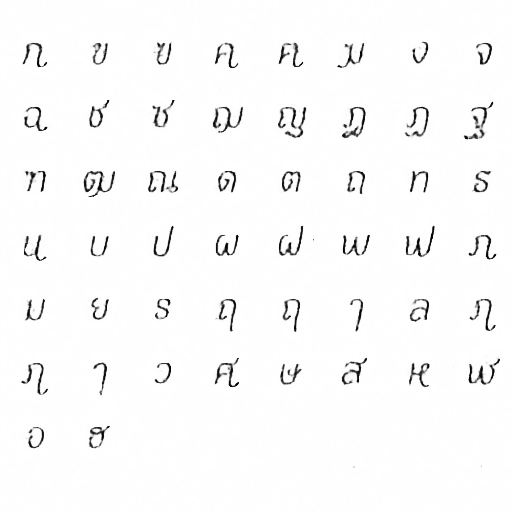 ก ข ฃ ค ฅ ฆ ง จ
ฉ ช ซ ฌ ญ ฎ ฏ ฐ
ฑ ฒ ณ ด ต ถ ท ธ
น บ ป ผ ฝ พ ฟ ภ
ม ย ร ฤ ฤ ๅ ล ฦ
ฦ ๅ ว ศ ษ ส ห ฬ
อ ฮ